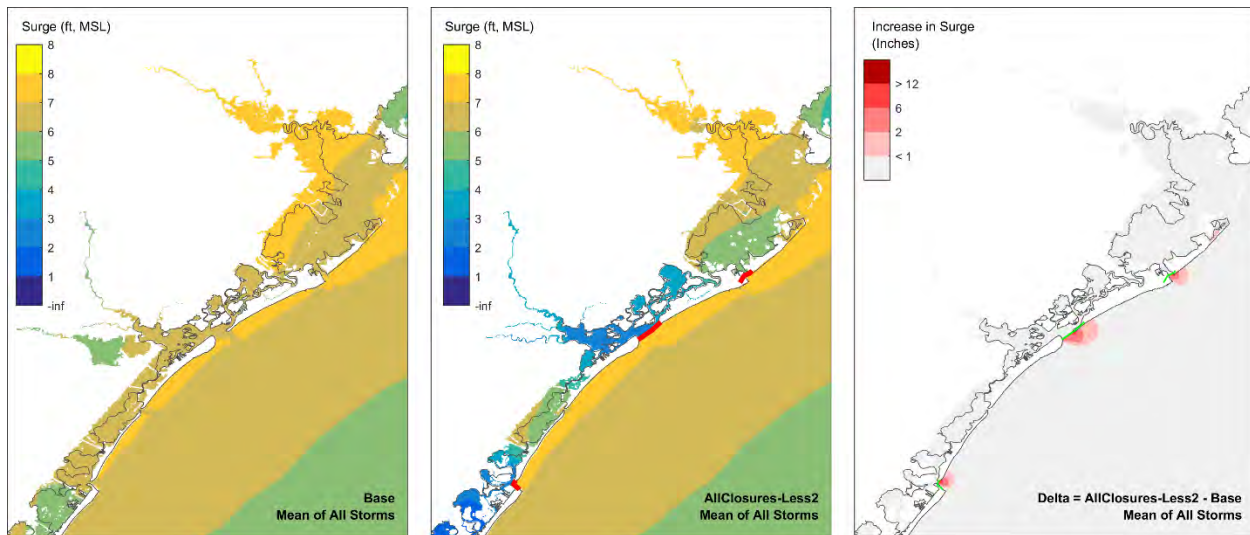 Surge (ft, MSL)
8
8
7
6
5
4
3
2
1
-inf
Base
Mean of All Storms
Surge (ft, MSL)
8
8
7
6
5
4
3
2
1
-inf
AllClosures-Less2
Mean of All Storms
Increase in Surge
(Inches)
> 12
6
2
< 1
Delta = AllClosures-Less2 - Base
Mean of All Storms